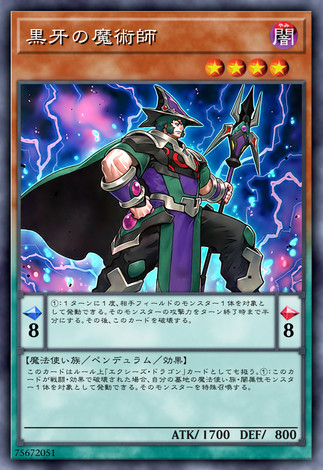 黒牙の魔術師
闇
やみ
①：１ターンに１度、相手フィールドのモンスター１体を対象と
して発動できる。そのモンスターの攻撃力をターン終了時まで半
分にする。その後、このカードを破壊する。
8
8
【魔法使い族／ペンデュラム／効果】
このカードはルール上「エクシーズ・ドラゴン」カードとしても扱う。①：このカ
ードが戦闘・効果で破壊された場合、自分の墓地の魔法使い族・闇属性モンス
ター１体を対象として発動できる。そのモンスターを特殊召喚する。
ATK/ 1700 DEF/ 800
75672051